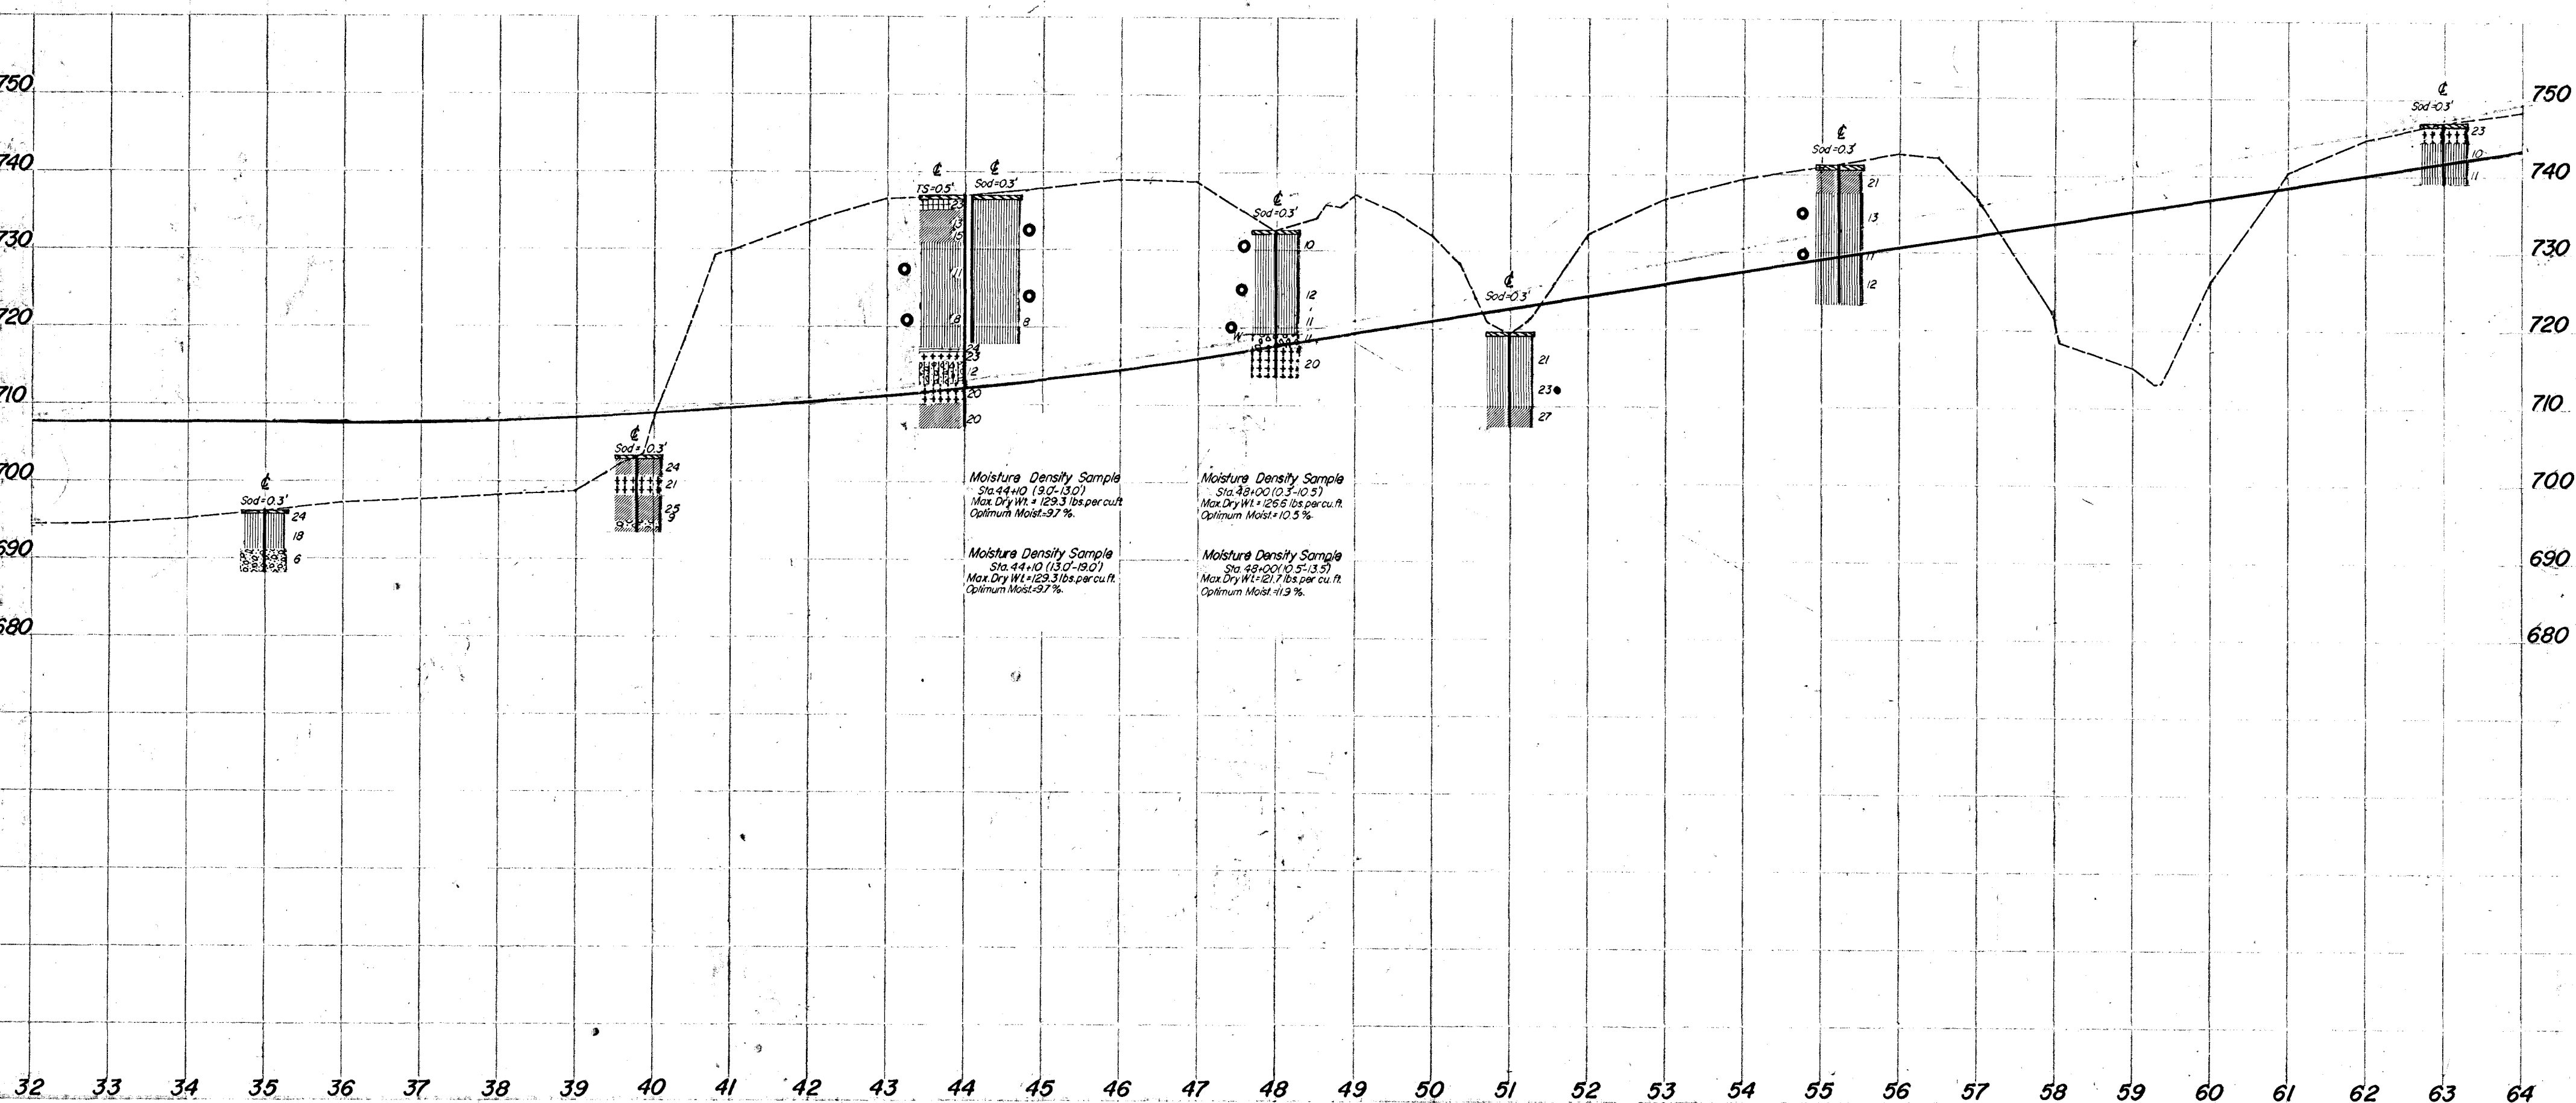 750
740
730
720
710
700
690
680
℄
Sod=0.3'
24
18
6
℄
Sod=0.3'
24
21
25
9
℄
TS=0.5'
23
13
15
11
8
24
23
12
20
20
℄
Sod=0.3'
8
℄
Sod=0.3'
10
12
11
W
11
20
℄
Sod=0.3'
21
23
27
℄
Sod=0.3'
21
13
11
12
℄
Sod=0.3'
23
10
11
Moisture Density Sample
Sta. 44+10 (9.0'-13.0')
Max. Dry Wt. = 129.3 lbs. per cu. ft.
Optimum Moist.=9.7 %.
Moisture Density Sample
Sta. 44+10 (13.0'-19.0')
Max. Dry Wt.=129.3 lbs. per cu. ft.
Optimum Moist.=9.7 %.
Moisture Density Sample
Sta. 48+00 (0.3'-10.5')
Max. Dry Wt.=126.6 lbs. per cu. ft.
Optimum Moist.=10.5 %.
Moisture Density Sample
Sta. 48+00 (10.5'-13.5')
Max. Dry Wt.=121.7 lbs. per cu. ft.
Optimum Moist.=11.9 %.
750
740
730
720
710
700
690
680
32 33 34 35 36 37 38 39 40 41 42 43 44 45 46 47 48 49 50 51 52 53 54 55 56 57 58 59 60 61 62 63 64